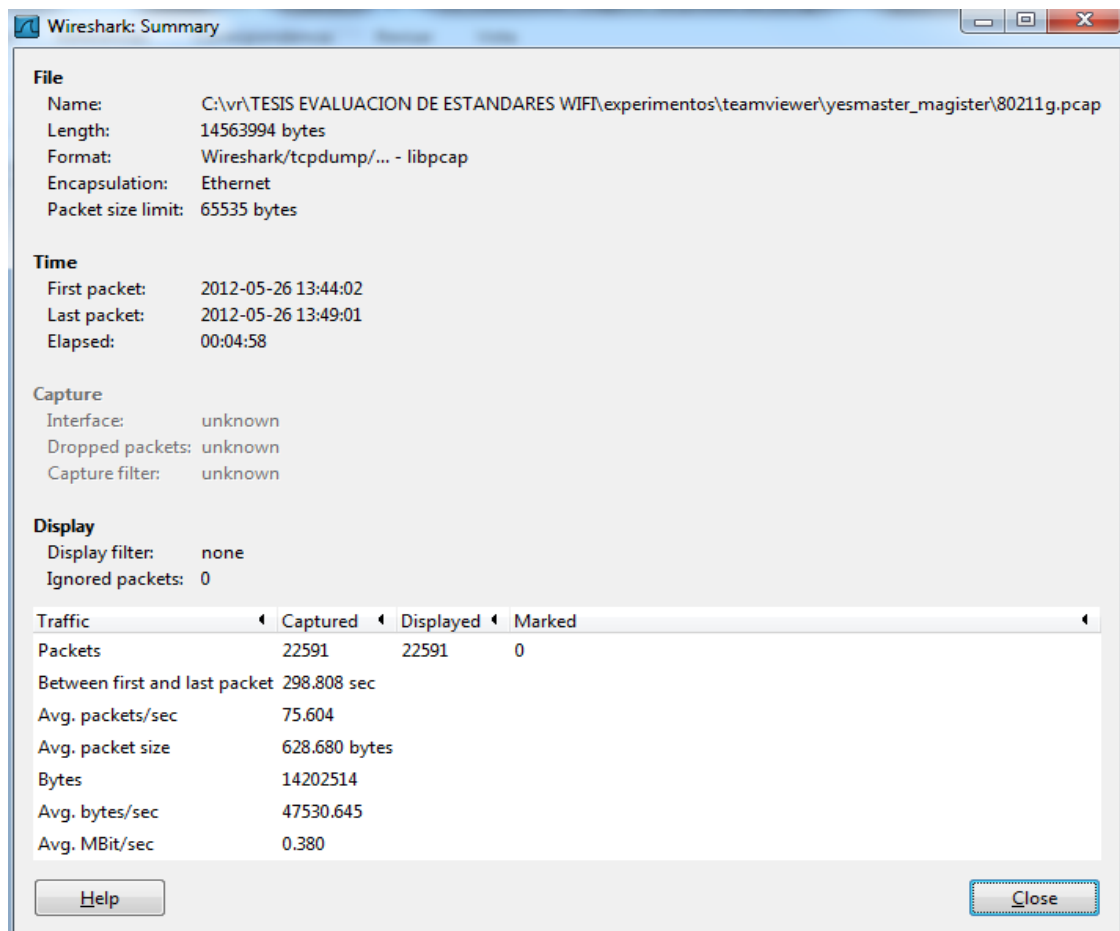 Wireshark: Summary
File
Name: C:\vr\TESIS EVALUACION DE ESTANDARES WIFI\experimentos\teamviewer\yesmaster_magister\80211g.pcap
Length: 14563994 bytes
Format: Wireshark/tcpdump/... - libpcap
Encapsulation: Ethernet
Packet size limit: 65535 bytes
Time
First packet: 2012-05-26 13:44:02
Last packet: 2012-05-26 13:49:01
Elapsed: 00:04:58
Capture
Interface: unknown
Dropped packets: unknown
Capture filter: unknown
Display
Display filter: none
Ignored packets: 0
Traffic Captured Displayed Marked
Packets 22591 22591 0
Between first and last packet 298.808 sec
Avg. packets/sec 75.604
Avg. packet size 628.680 bytes
Bytes 14202514
Avg. bytes/sec 47530.645
Avg. MBit/sec 0.380
Help Close